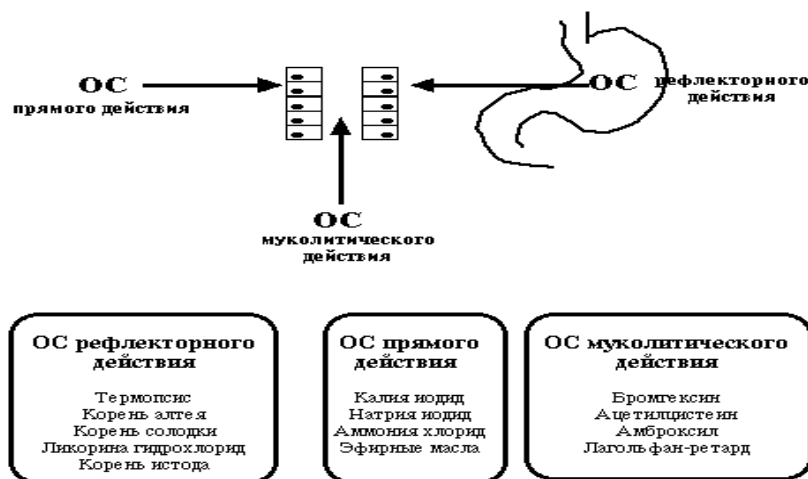 ОС
прямого действия
ОС
рефлекторного
действия
ОС
муколитического
действия
ОС рефлекторного
действия
Термопсис
Корень алтея
Корень солодки
Ликорина гидрохлорид
Корень истода
ОС прямого
действия
Калия иодид
Натрия иодид
Аммония хлорид
Эфирные масла
ОС муколитического
действия
Бромгексин
Ацетилцистеин
Амброксил
Лагольфан-ретард